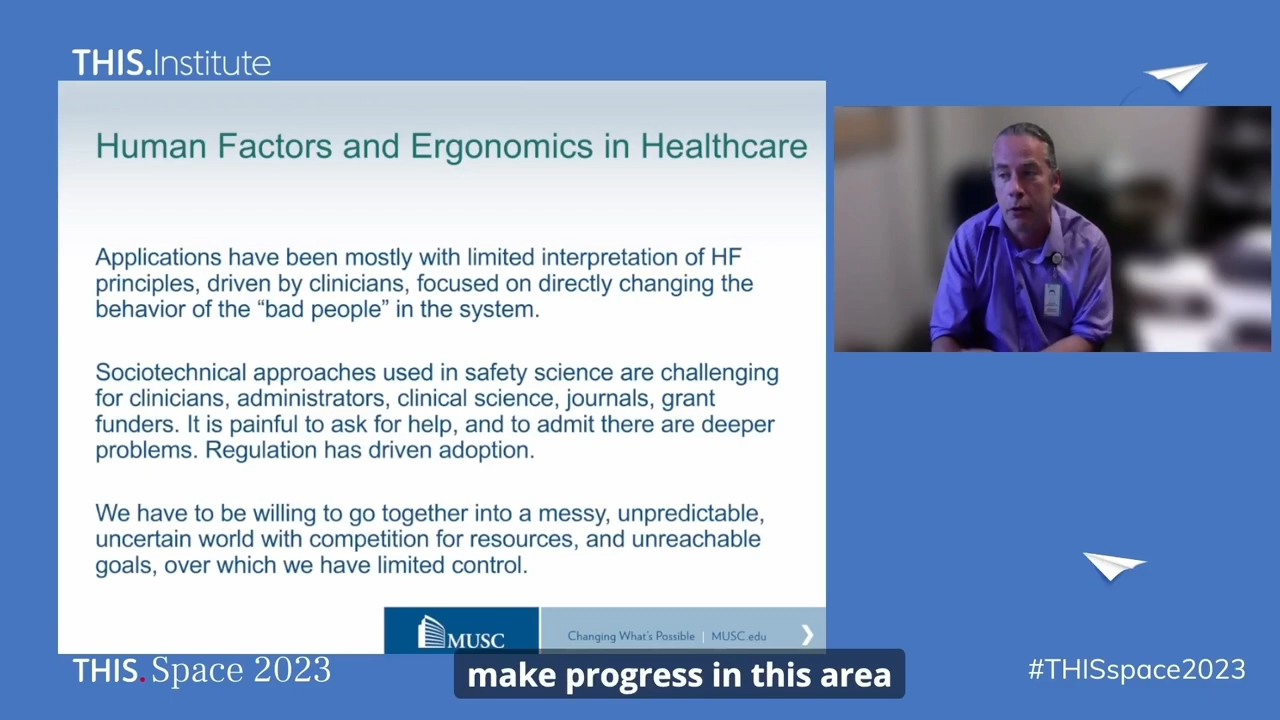 THIS.Institute
Human Factors and Ergonomics in Healthcare
Applications have been mostly with limited interpretation of HF
principles, driven by clinicians, focused on directly changing the
behavior of the “bad people” in the system.
Sociotechnical approaches used in safety science are challenging
for clinicians, administrators, clinical science, journals, grant
funders. It is painful to ask for help, and to admit there are deeper
problems. Regulation has driven adoption.
We have to be willing to go together into a messy, unpredictable,
uncertain world with competition for resources, and unreachable
goals, over which we have limited control.
MUSC
Changing What's Possible | MUSC.edu
THIS. Space 2023
make progress in this area
#THISspace2023